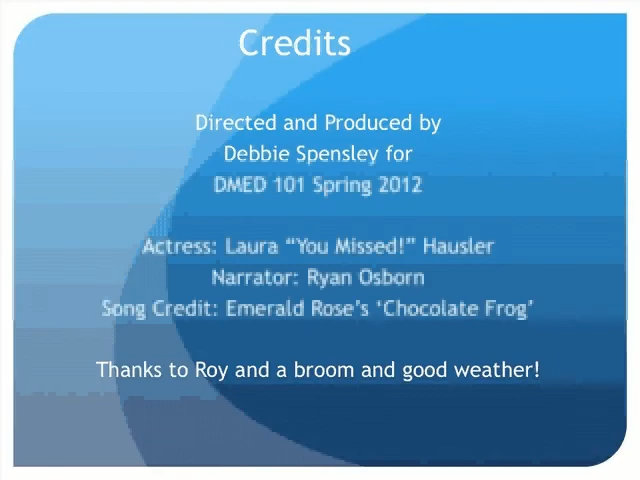 Credits
Directed and Produced by
Debbie Spensley for
DMED 101 Spring 2012
Actress: Laura “You Missed!” Hausler
Narrator: Ryan Osborn
Song Credit: Emerald Rose’s ‘Chocolate Frog’
Thanks to Roy and a broom and good weather!